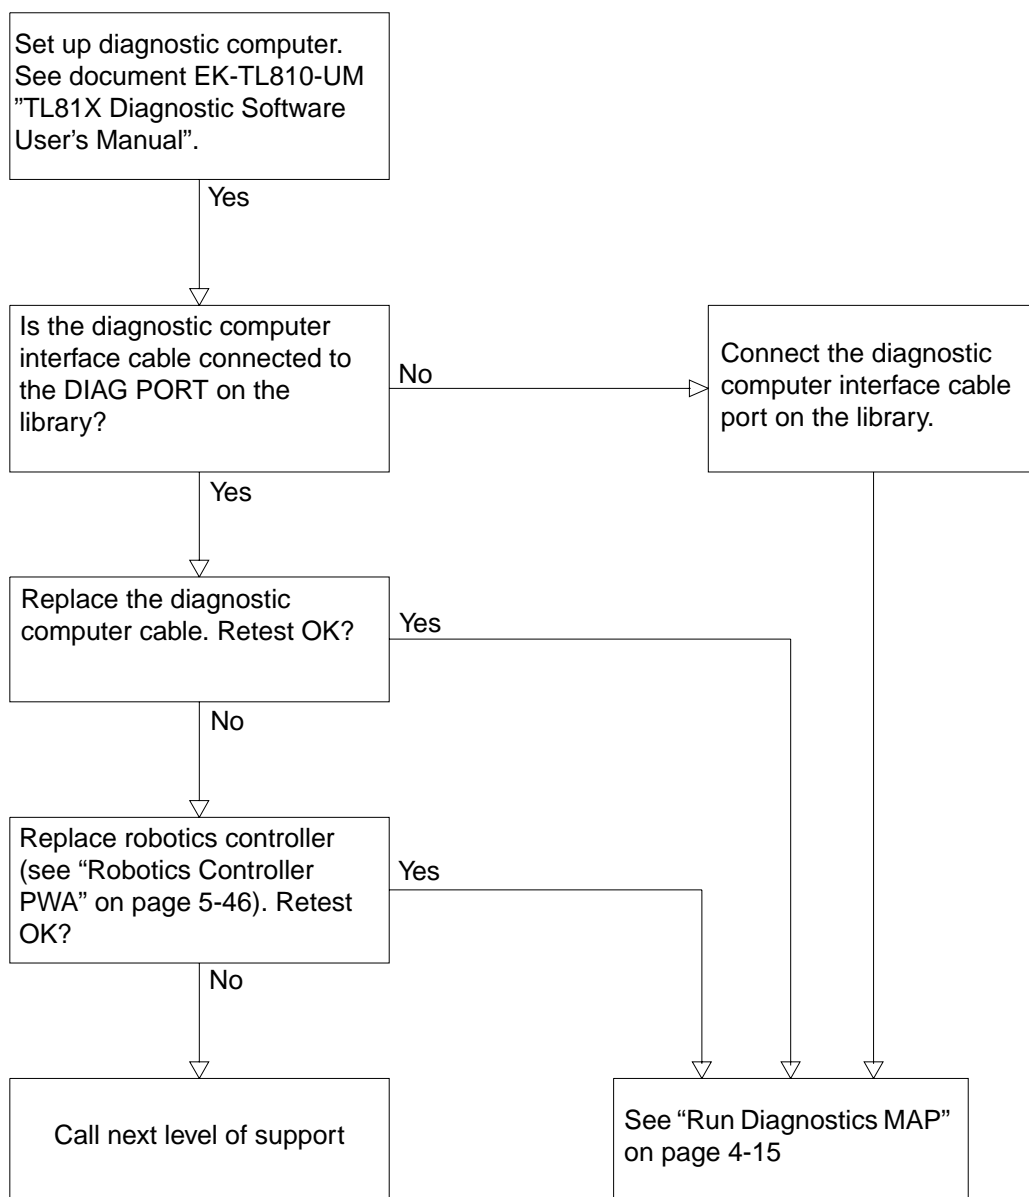 Set up diagnostic computer.
See document EK-TL810-UM
”TL81X Diagnostic Software
User’s Manual”.
Yes
Is the diagnostic computer
interface cable connected to
the DIAG PORT on the
library?
No
Connect the diagnostic
computer interface cable
port on the library.
Yes
Replace the diagnostic
computer cable. Retest OK?
Yes
No
Replace robotics controller
(see “Robotics Controller
PWA” on page 5-46). Retest
OK?
Yes
No
Call next level of support
See “Run Diagnostics MAP”
on page 4-15